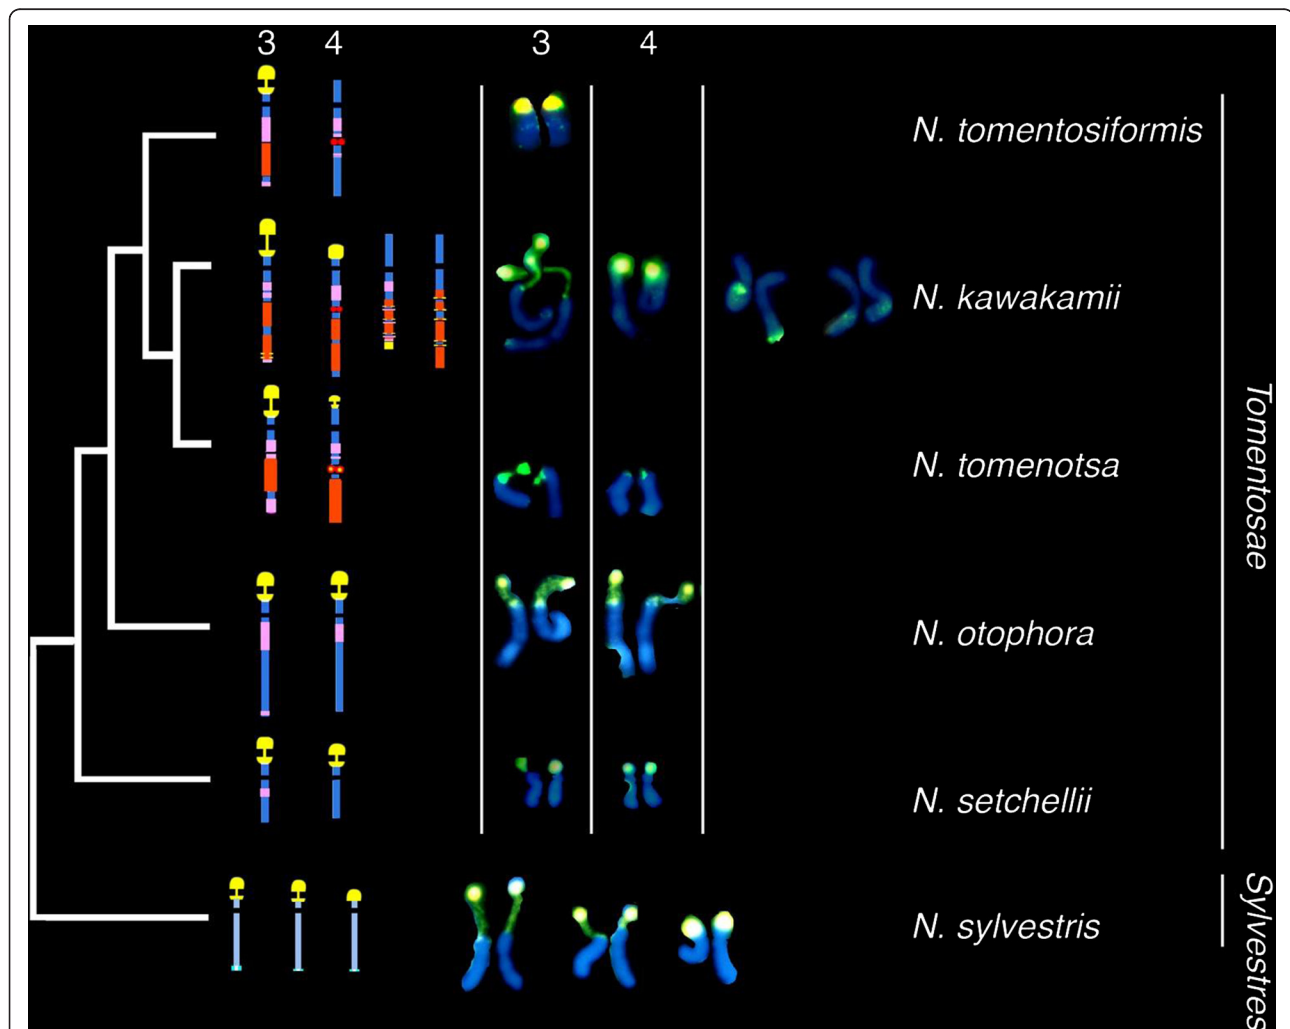 3 4 3 4
N. tomentosiformis
N. kawakamii
N. tomenotsa
N. otophora
N. setchellii
N. sylvestris
Tomentosae
Sylvestres